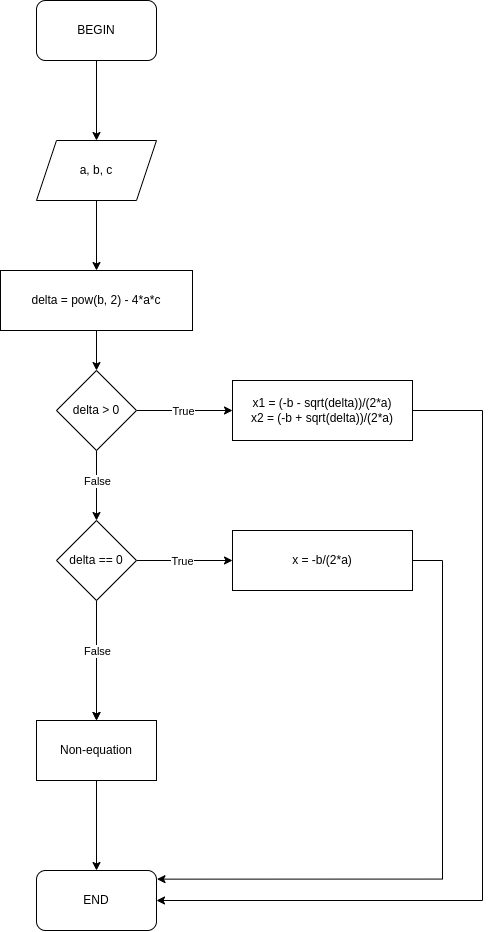 BEGIN
a, b, c
delta = pow(b, 2) - 4*a*c
delta > 0
True
x1 = (-b - sqrt(delta))/(2*a)
x2 = (-b + sqrt(delta))/(2*a)
False
delta == 0
True
x = -b/(2*a)
False
Non-equation
END